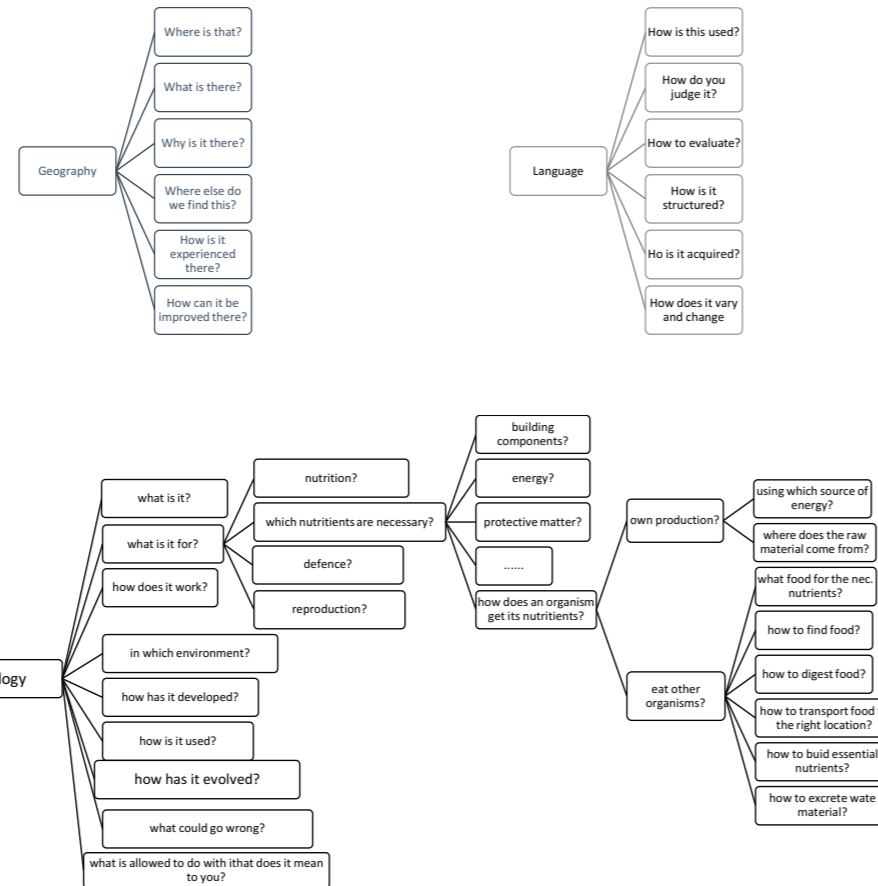 Geography
Where is that?
What is there?
Why is it there?
Where else do
we find this?
How is it
experienced
there?
How can it be
improved there?
Language
How is this used?
How do you
judge it?
How to evaluate?
How is it
structured?
Ho is it acquired?
How does it vary
and change
logy
what is it?
what is it for?
how does it work?
in which environment?
how has it developed?
how is it used?
how has it evolved?
what could go wrong?
what is allowed to do with ithat does it mean
to you?
nutrition?
which nutritients are necessary?
defence?
reproduction?
building
components?
energy?
protective matter?
......
how does an organism
get its nutritients?
own production?
using which source of
energy?
where does the raw
material come from?
eat other
organisms?
what food for the nec.
nutrients?
how to find food?
how to digest food?
how to transport food
the right location?
how to buid essential
nutrients?
how to excrete wate
material?